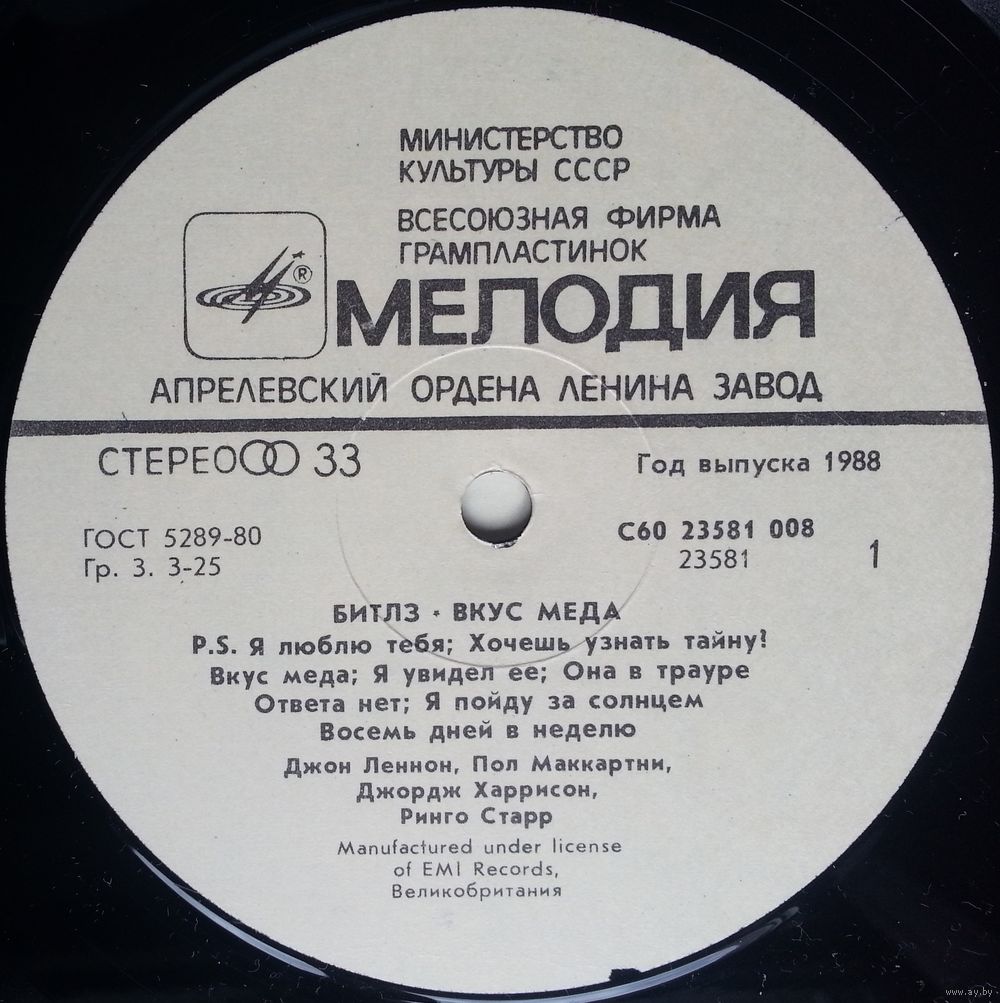 МИНИСТЕРСТВО
КУЛЬТУРЫ СССР
ВСЕСОЮЗНАЯ ФИРМА
ГРАМПЛАСТИНОК
®
МЕЛОДИЯ
АПРЕЛЕВСКИЙ ОРДЕНА ЛЕНИНА ЗАВОД
СТЕРЕО 33
Год выпуска 1988
ГОСТ 5289-80
Гр. 3. 3-25
С60 23581 008
23581
1
БИТЛЗ • ВКУС МЕДА
P.S. Я люблю тебя; Хочешь узнать тайну?
Вкус меда; Я увидел ее; Она в трауре
Ответа нет; Я пойду за солнцем
Восемь дней в неделю
Джон Леннон, Пол Маккартни,
Джордж Харрисон,
Ринго Старр
Manufactured under license
of EMI Records,
Великобритания
www.ay.by